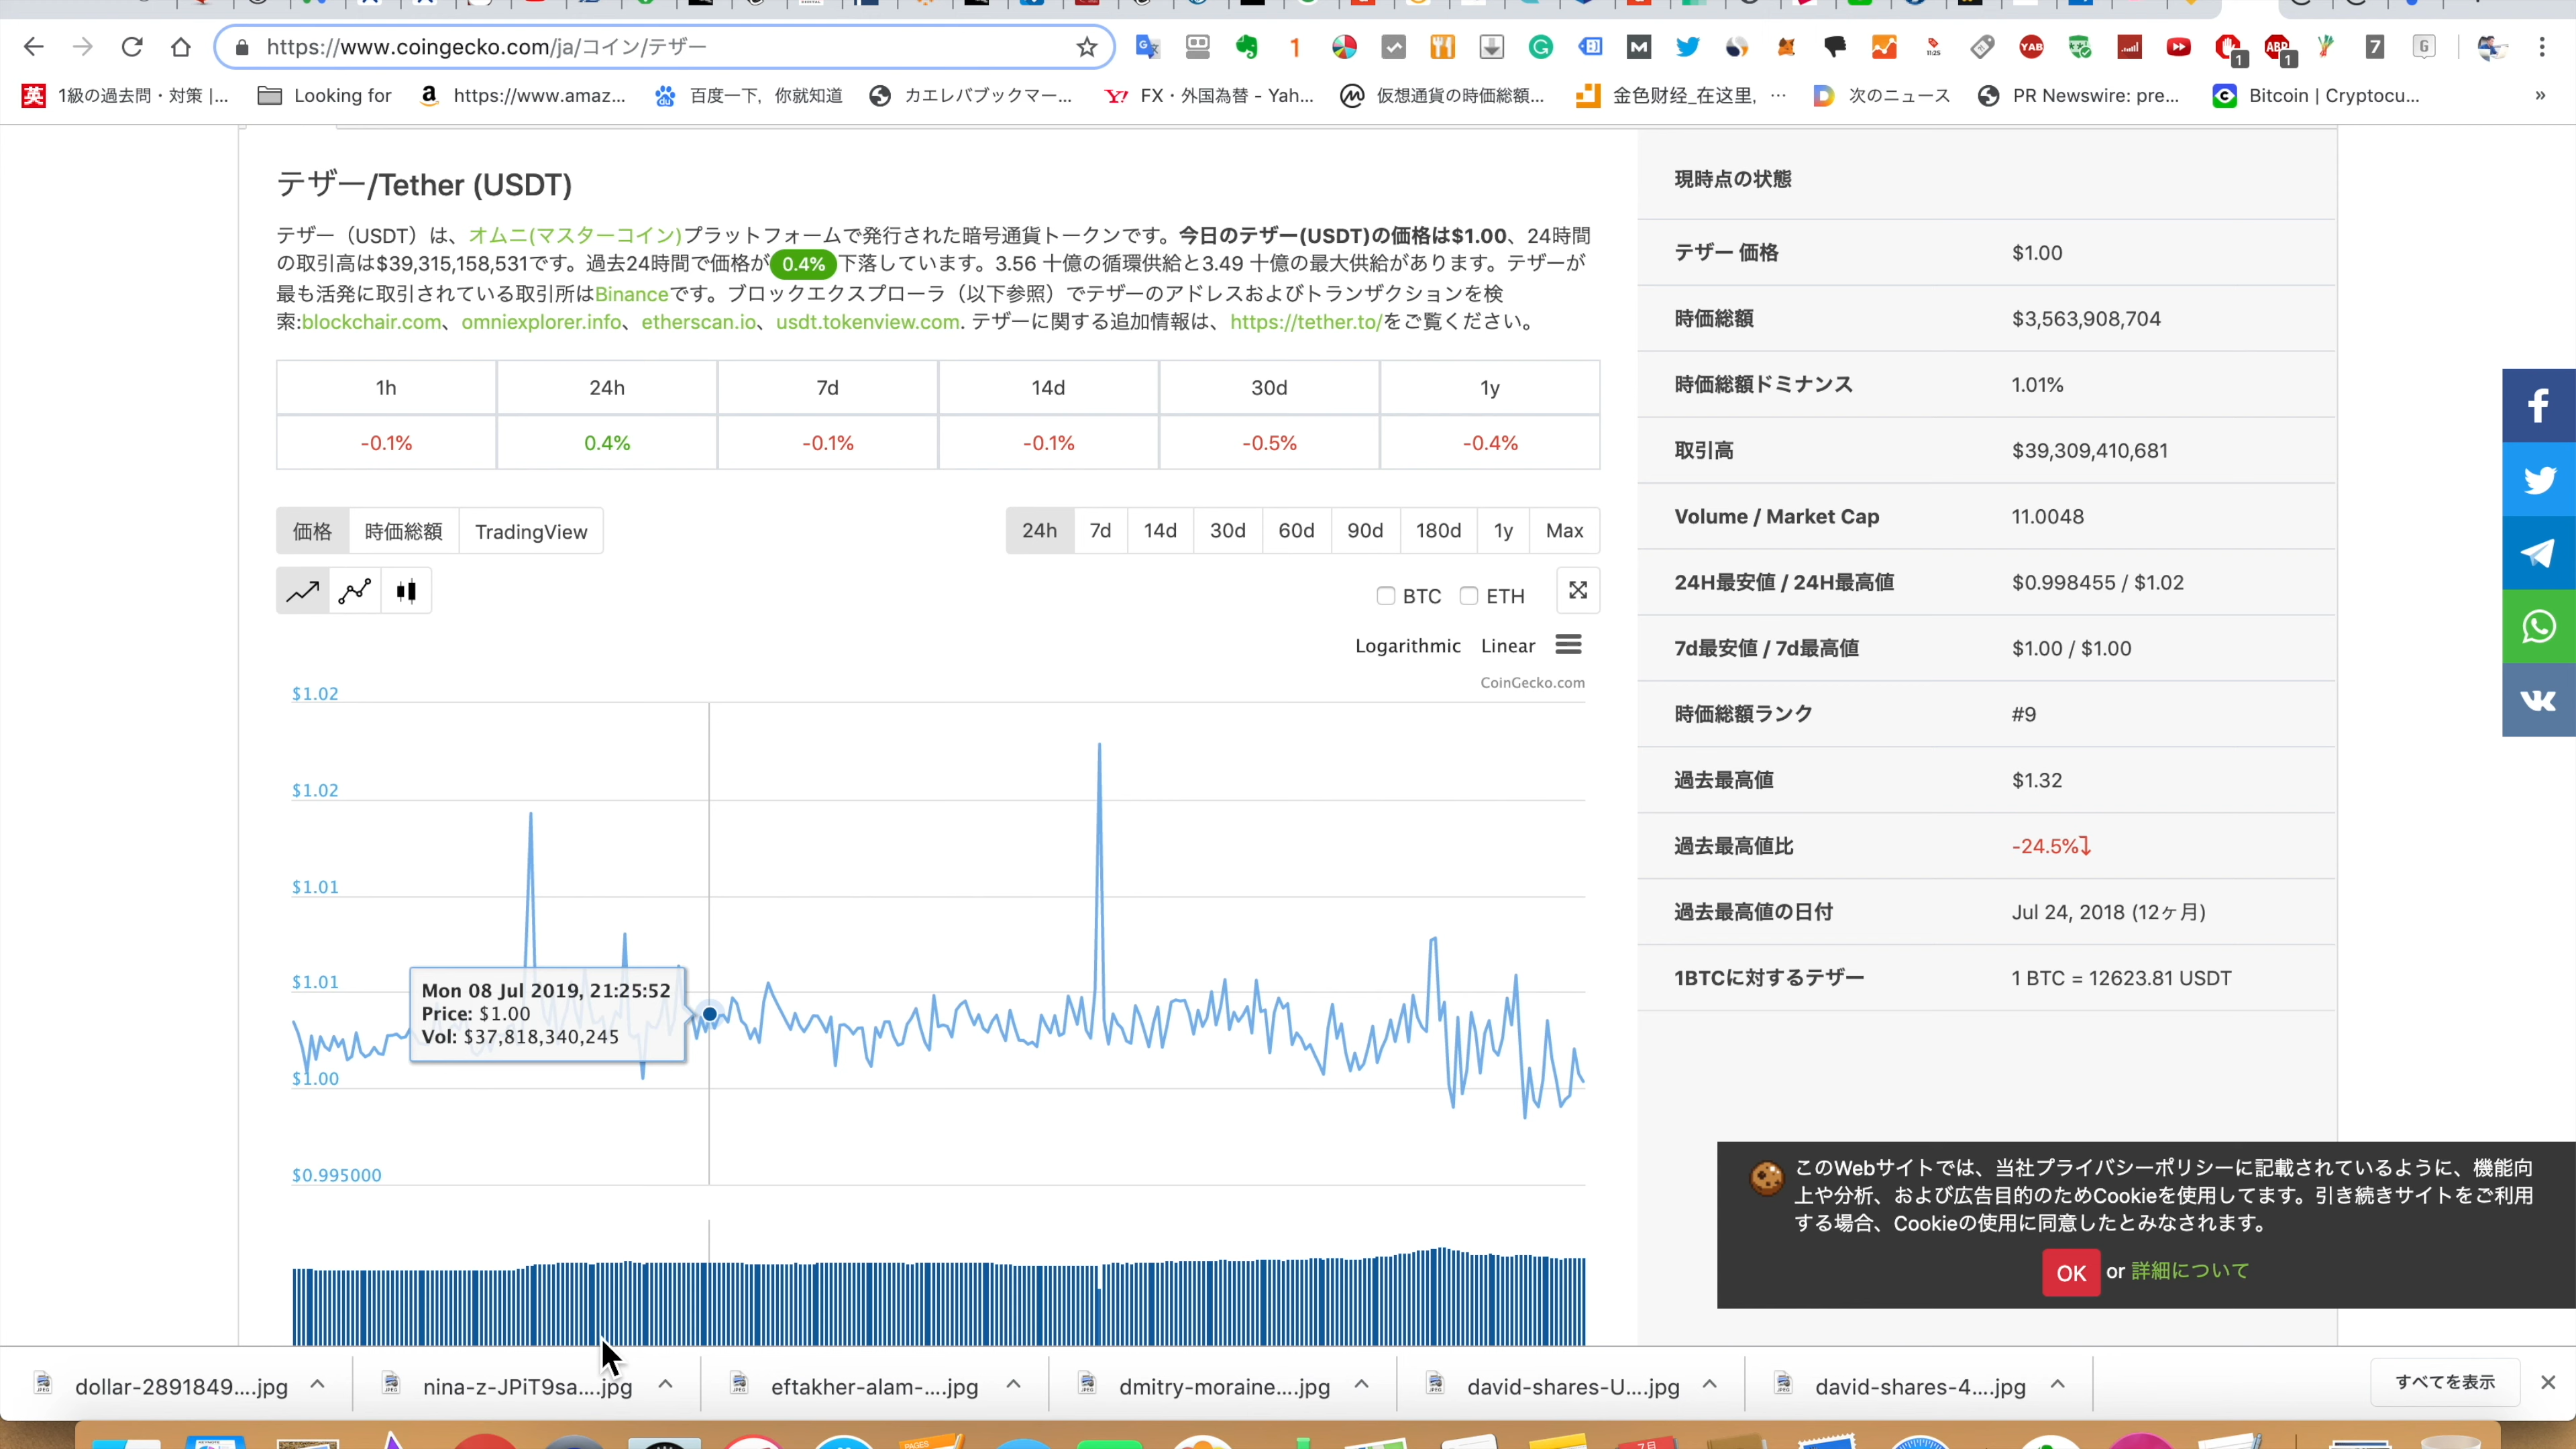 https://www.coingecko.com/ja/コイン/テザー
1級の過去問・対策 |...
Looking for
https://www.amaz...
百度一下，你就知道
カエレバブックマー...
FX・外国為替 - Yah...
仮想通貨の時価総額...
金色财经_在这里, ...
次のニュース
PR Newswire: pre...
Bitcoin | Cryptocu...
»
テザー/Tether (USDT)
テザー（USDT）は、オムニ(マスターコイン)プラットフォームで発行された暗号通貨トークンです。今日のテザー(USDT)の価格は$1.00、24時間
の取引高は$39,315,158,531です。過去24時間で価格が 0.4% 下落しています。3.56 十億の循環供給と3.49 十億の最大供給があります。テザーが
最も活発に取引されている取引所はBinanceです。ブロックエクスプローラ（以下参照）でテザーのアドレスおよびトランザクションを検
索:blockchair.com、omniexplorer.info、etherscan.io、usdt.tokenview.com. テザーに関する追加情報は、https://tether.to/をご覧ください。
1h 24h 7d 14d 30d 1y
-0.1% 0.4% -0.1% -0.1% -0.5% -0.4%
価格 時価総額 TradingView
24h 7d 14d 30d 60d 90d 180d 1y Max
BTC ETH
Logarithmic Linear
CoinGecko.com
$1.02
$1.02
$1.01
$1.01
$1.00
$0.995000
Mon 08 Jul 2019, 21:25:52
Price: $1.00
Vol: $37,818,340,245
現時点の状態
テザー 価格 $1.00
時価総額 $3,563,908,704
時価総額ドミナンス 1.01%
取引高 $39,309,410,681
Volume / Market Cap 11.0048
24H最安値 / 24H最高値 $0.998455 / $1.02
7d最安値 / 7d最高値 $1.00 / $1.00
時価総額ランク #9
過去最高値 $1.32
過去最高値比 -24.5%
過去最高値の日付 Jul 24, 2018 (12ヶ月)
1BTCに対するテザー 1 BTC = 12623.81 USDT
このWebサイトでは、当社プライバシーポリシーに記載されているように、機能向
上や分析、および広告目的のためCookieを使用してます。引き続きサイトをご利用
する場合、Cookieの使用に同意したとみなされます。
OK or 詳細について
dollar-2891849....jpg
nina-z-JPiT9sa....jpg
eftakher-alam-....jpg
dmitry-moraine....jpg
david-shares-U....jpg
david-shares-4....jpg
すべてを表示